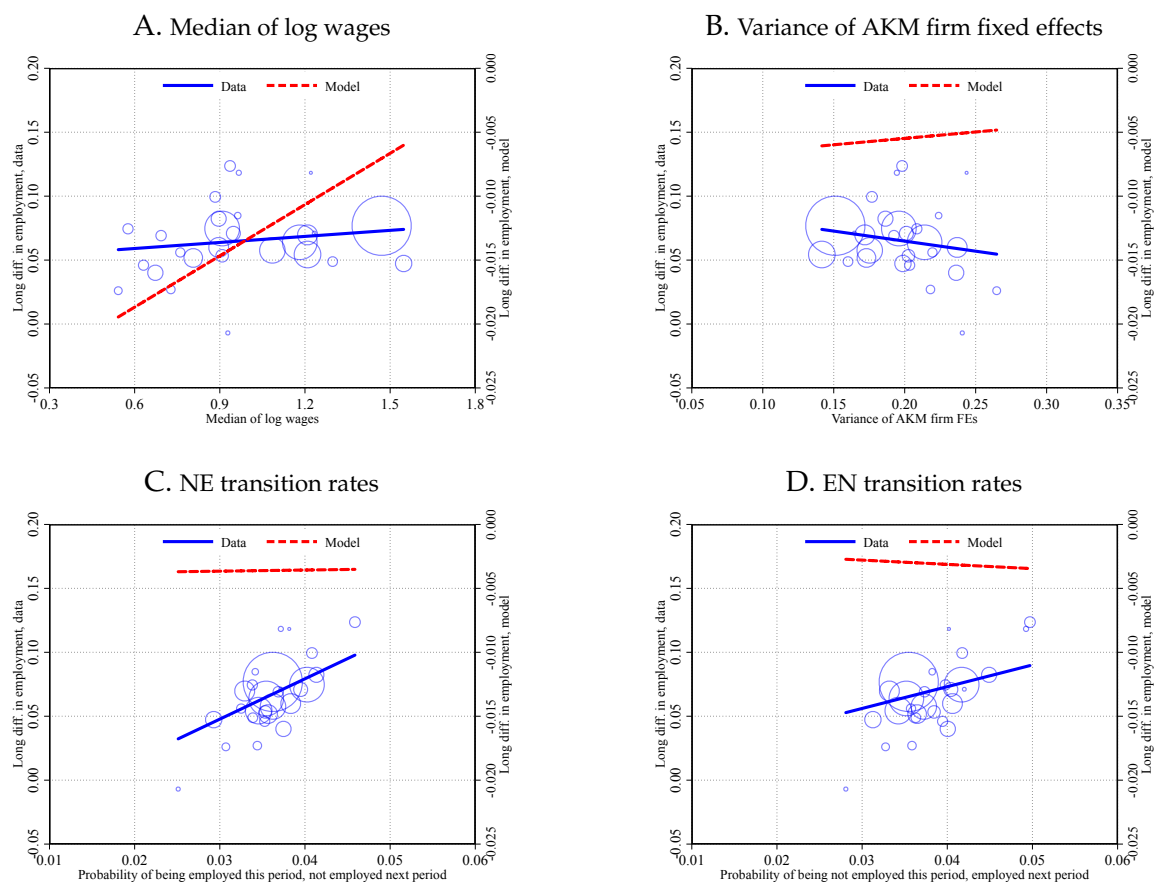 A. Median of log wages
Data
Model
Long diff. in employment, data
0.20
0.15
0.10
0.05
0.00
-0.05
Long diff. in employment, model
0.000
-0.005
-0.010
-0.015
-0.020
-0.025
0.3 0.6 0.9 1.2 1.5 1.8
Median of log wages
B. Variance of AKM firm fixed effects
Data
Model
Long diff. in employment, data
0.20
0.15
0.10
0.05
0.00
-0.05
Long diff. in employment, model
0.000
-0.005
-0.010
-0.015
-0.020
-0.025
0.05 0.10 0.15 0.20 0.25 0.30 0.35
Variance of AKM firm FEs
C. NE transition rates
Data
Model
Long diff. in employment, data
0.20
0.15
0.10
0.05
0.00
-0.05
Long diff. in employment, model
0.000
-0.005
-0.010
-0.015
-0.020
-0.025
0.01 0.02 0.03 0.04 0.05 0.06
Probability of being employed this period, not employed next period
D. EN transition rates
Data
Model
Long diff. in employment, data
0.20
0.15
0.10
0.05
0.00
-0.05
Long diff. in employment, model
0.000
-0.005
-0.010
-0.015
-0.020
-0.025
0.01 0.02 0.03 0.04 0.05 0.06
Probability of being not employed this period, employed next period